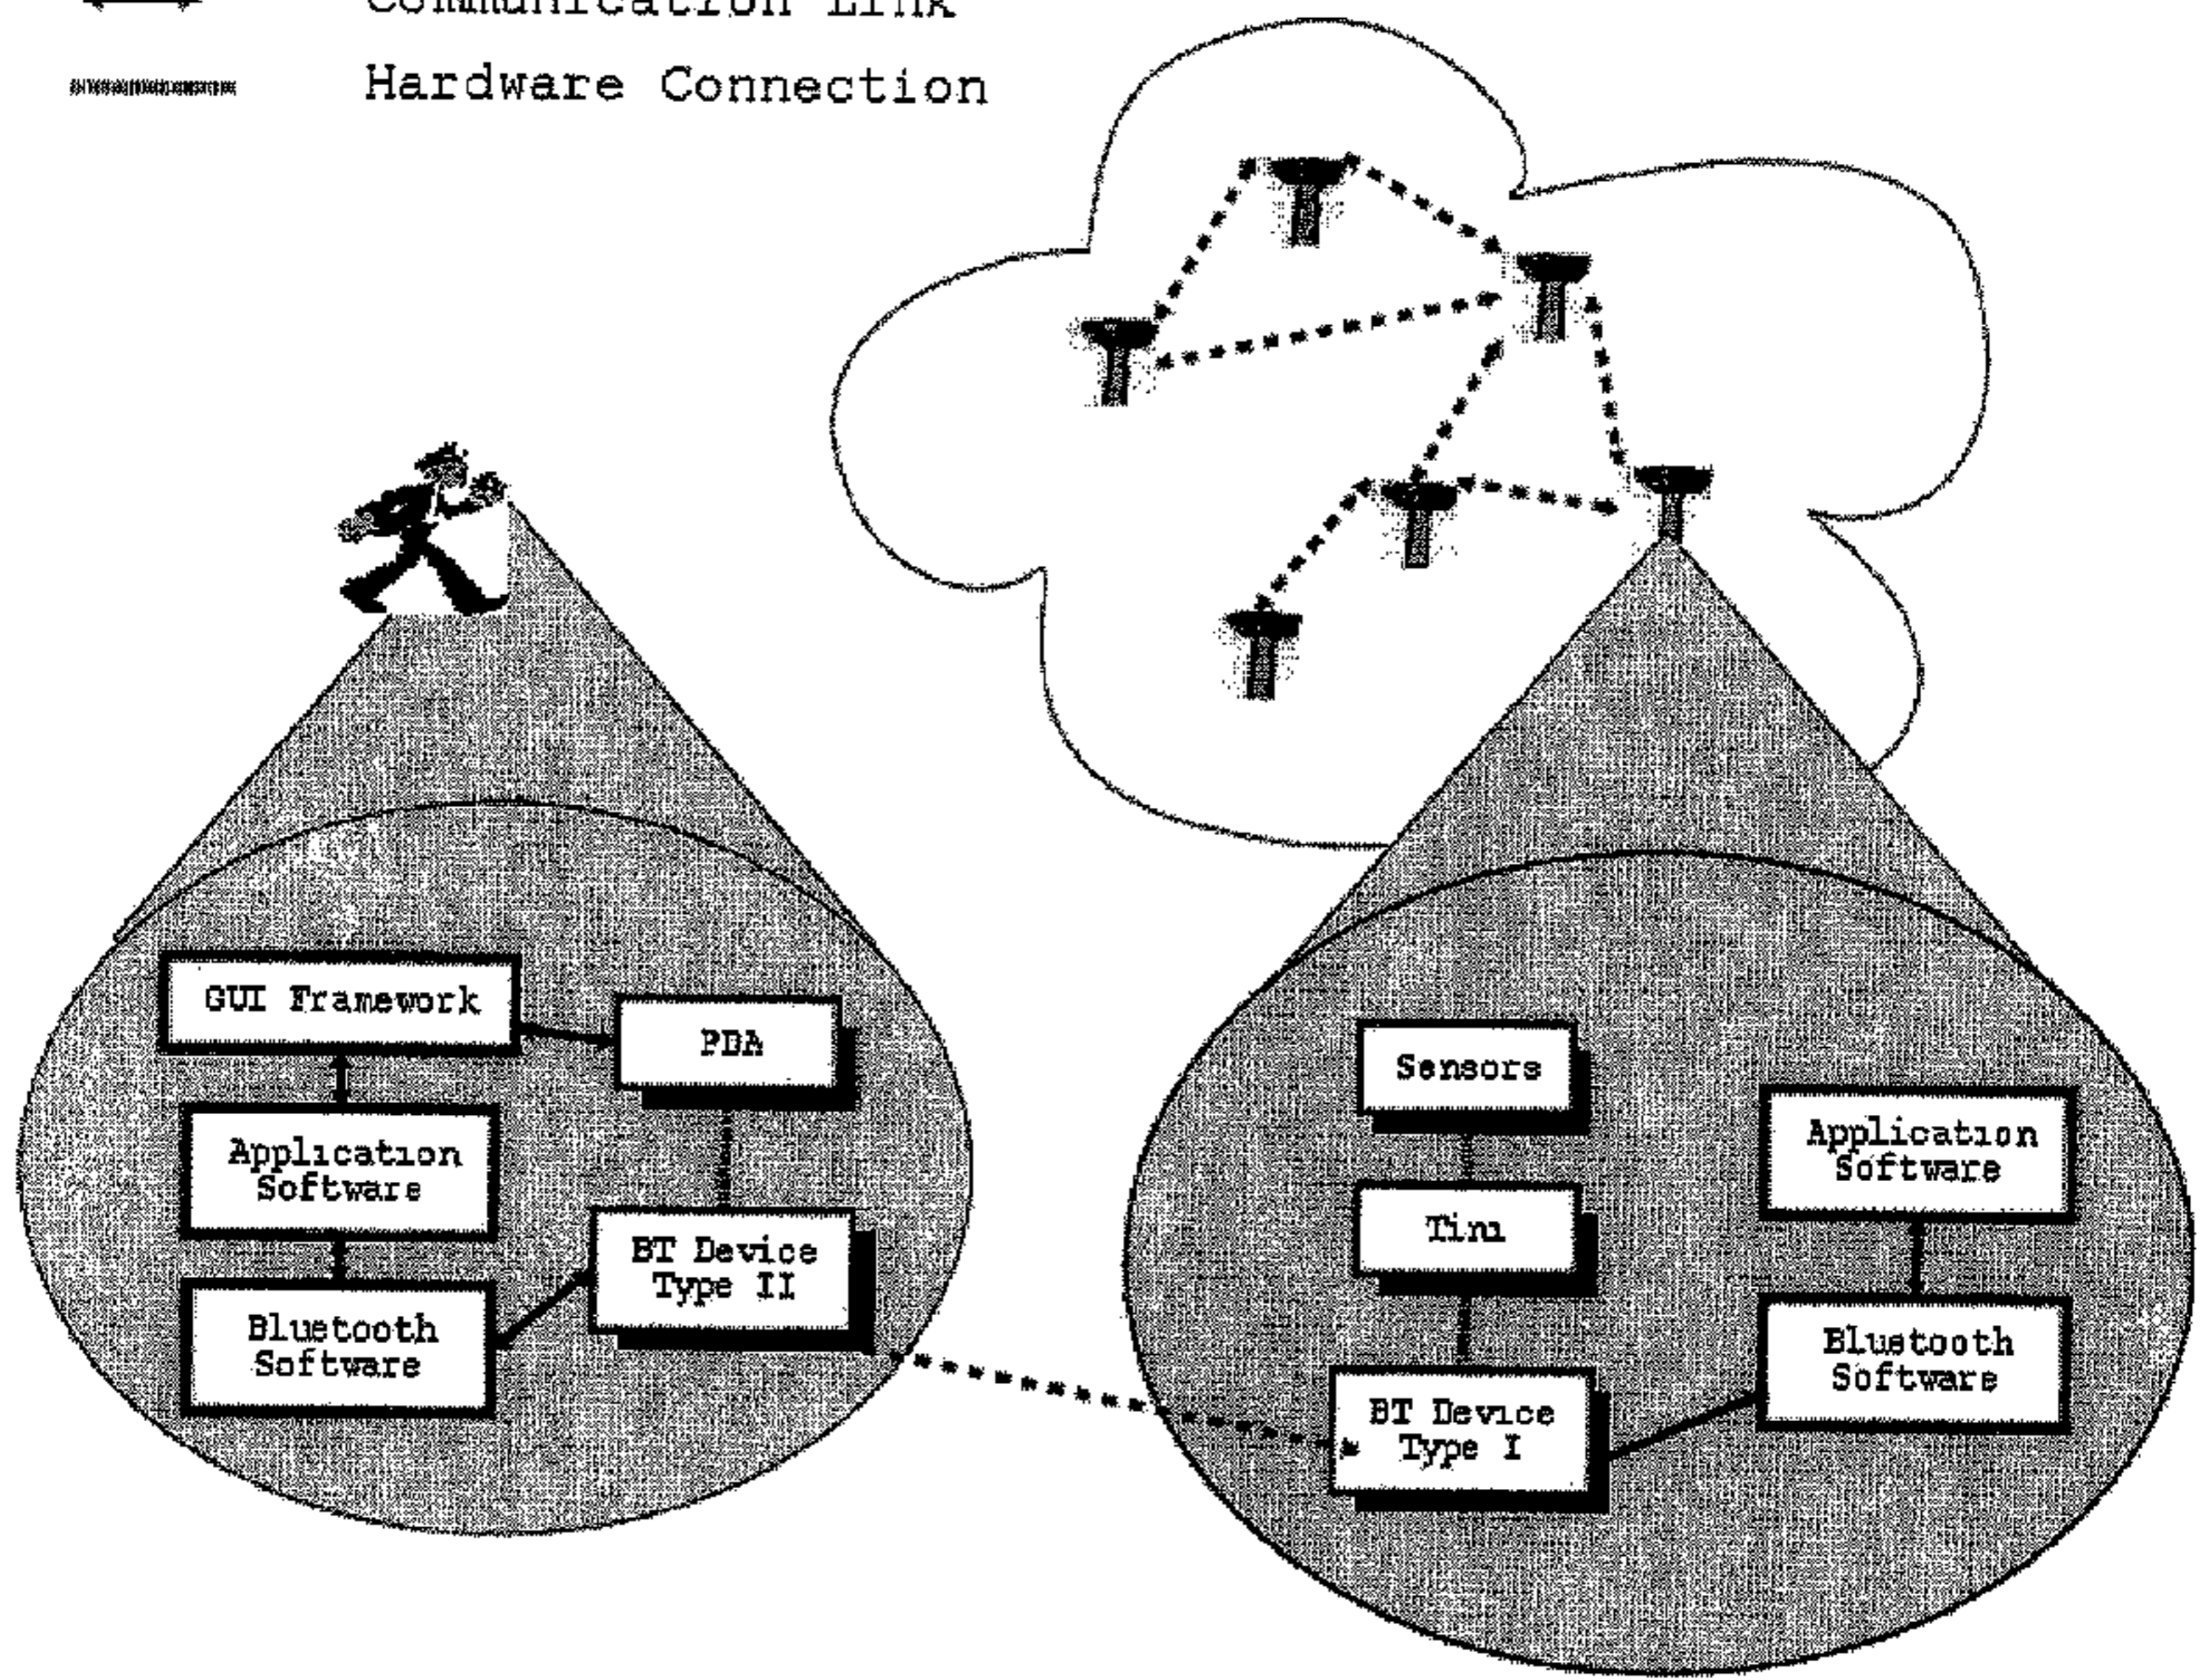 Communication Link
Hardware Connection
GUI Framework
PDA
Application
Software
BT Device
Type II
Bluetooth
Software
Sensors
Application
Software
Tini
Bluetooth
Software
BT Device
Type I